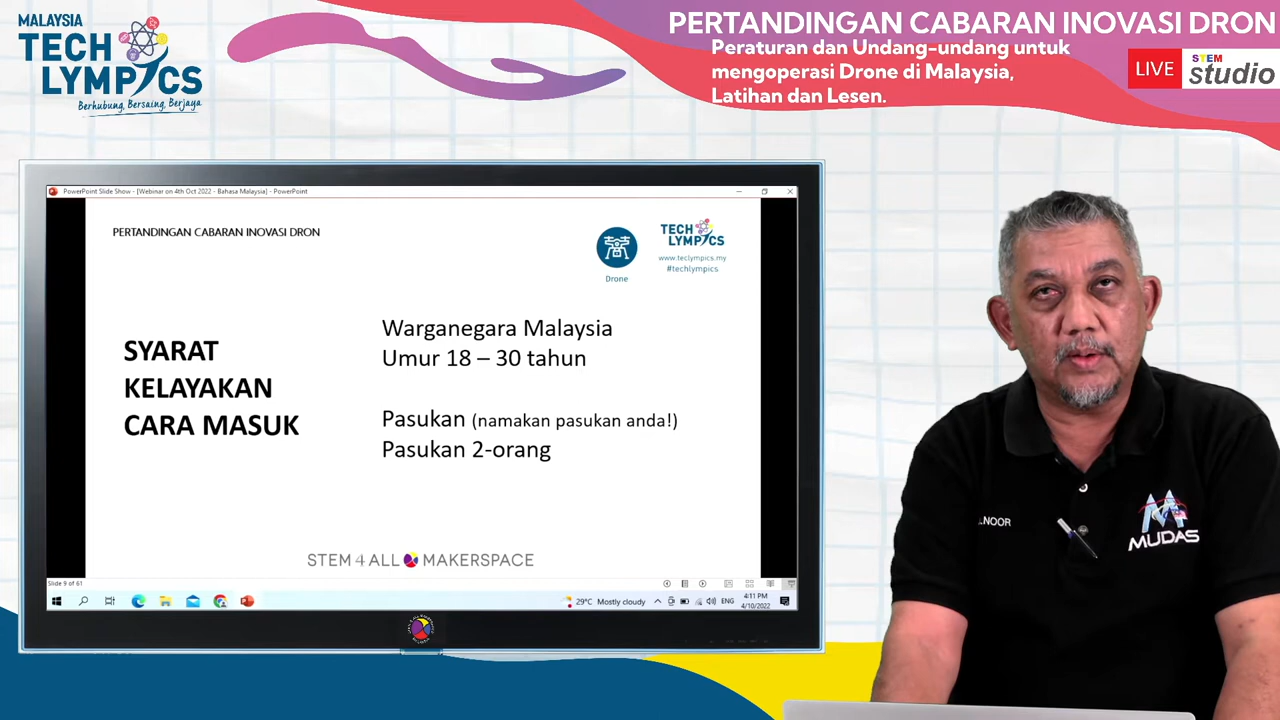 MALAYSIA
TECH
LYMPICS
Berhubung, Bersaing, Berjaya
PERTANDINGAN CABARAN INOVASI DRON
Peraturan dan Undang-undang untuk
mengoperasi Drone di Malaysia,
Latihan dan Lesen.
LIVE
STEM
studio
PowerPoint Slide Show - [Webinar on 4th Oct 2022 - Bahasa Malaysia] - PowerPoint
PERTANDINGAN CABARAN INOVASI DRON
Drone
TECH
LYMPICS
www.teclympics.my
#techlympics
SYARAT
KELAYAKAN
CARA MASUK
Warganegara Malaysia
Umur 18 – 30 tahun
Pasukan (namakan pasukan anda!)
Pasukan 2-orang
STEM 4 ALL MAKERSPACE
Slide 9 of 61
29°C Mostly cloudy
ENG
4:11 PM
4/10/2022
.NOOR
MUDAS